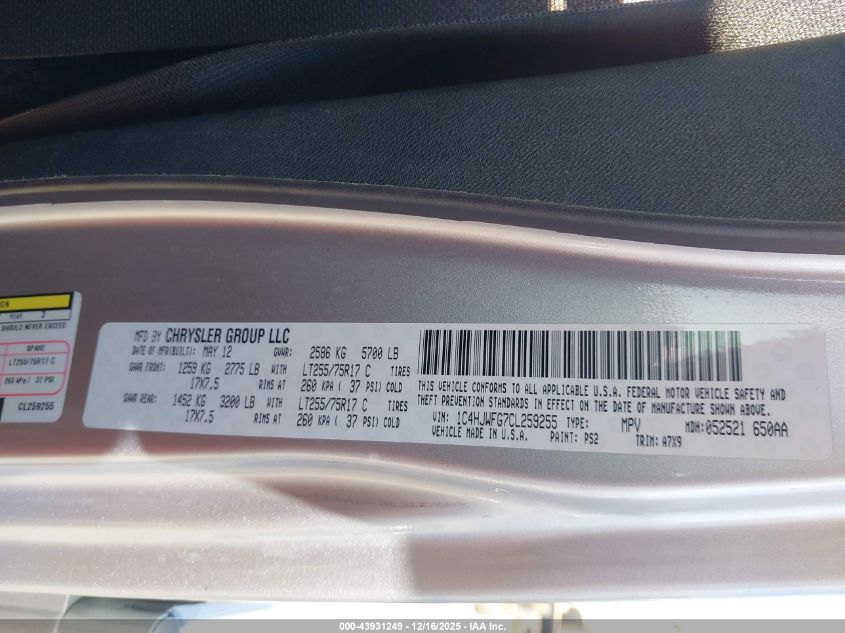 ON
Rear 3
SHOULD NEVER EXCEED
SPARE
LT255/75R17 C
260 KPa/ 37 PSI
CL259255
MFD BY CHRYSLER GROUP LLC
DATE OF MFR(BUILT): MAY 12 GVWR: 2586 KG 5700 LB
GAWR FRONT: 1259 KG 2775 LB WITH LT255/75R17 C TIRES
17X7.5 RIMS AT 260 KPA ( 37 PSI) COLD
GAWR REAR: 1452 KG 3200 LB WITH LT255/75R17 C TIRES
17X7.5 RIMS AT 260 KPA ( 37 PSI) COLD
THIS VEHICLE CONFORMS TO ALL APPLICABLE U.S.A. FEDERAL MOTOR VEHICLE SAFETY AND
THEFT PREVENTION STANDARDS IN EFFECT ON THE DATE OF MANUFACTURE SHOWN ABOVE.
VIN: 1C4HJWFG7CL259255 TYPE: MPV MDH:052521 650AA
VEHICLE MADE IN U.S.A. PAINT: PS2 TRIM: A7X9
000-43931249 - 12/16/2025 - IAA Inc.